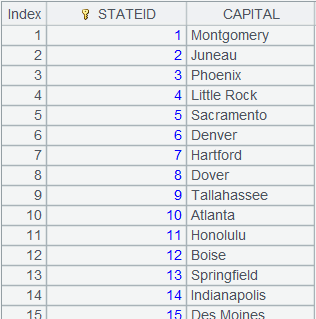 Index STATEID CAPITAL
1 1 Montgomery
2 2 Juneau
3 3 Phoenix
4 4 Little Rock
5 5 Sacramento
6 6 Denver
7 7 Hartford
8 8 Dover
9 9 Tallahassee
10 10 Atlanta
11 11 Honolulu
12 12 Boise
13 13 Springfield
14 14 Indianapolis
15 15 Des Moines